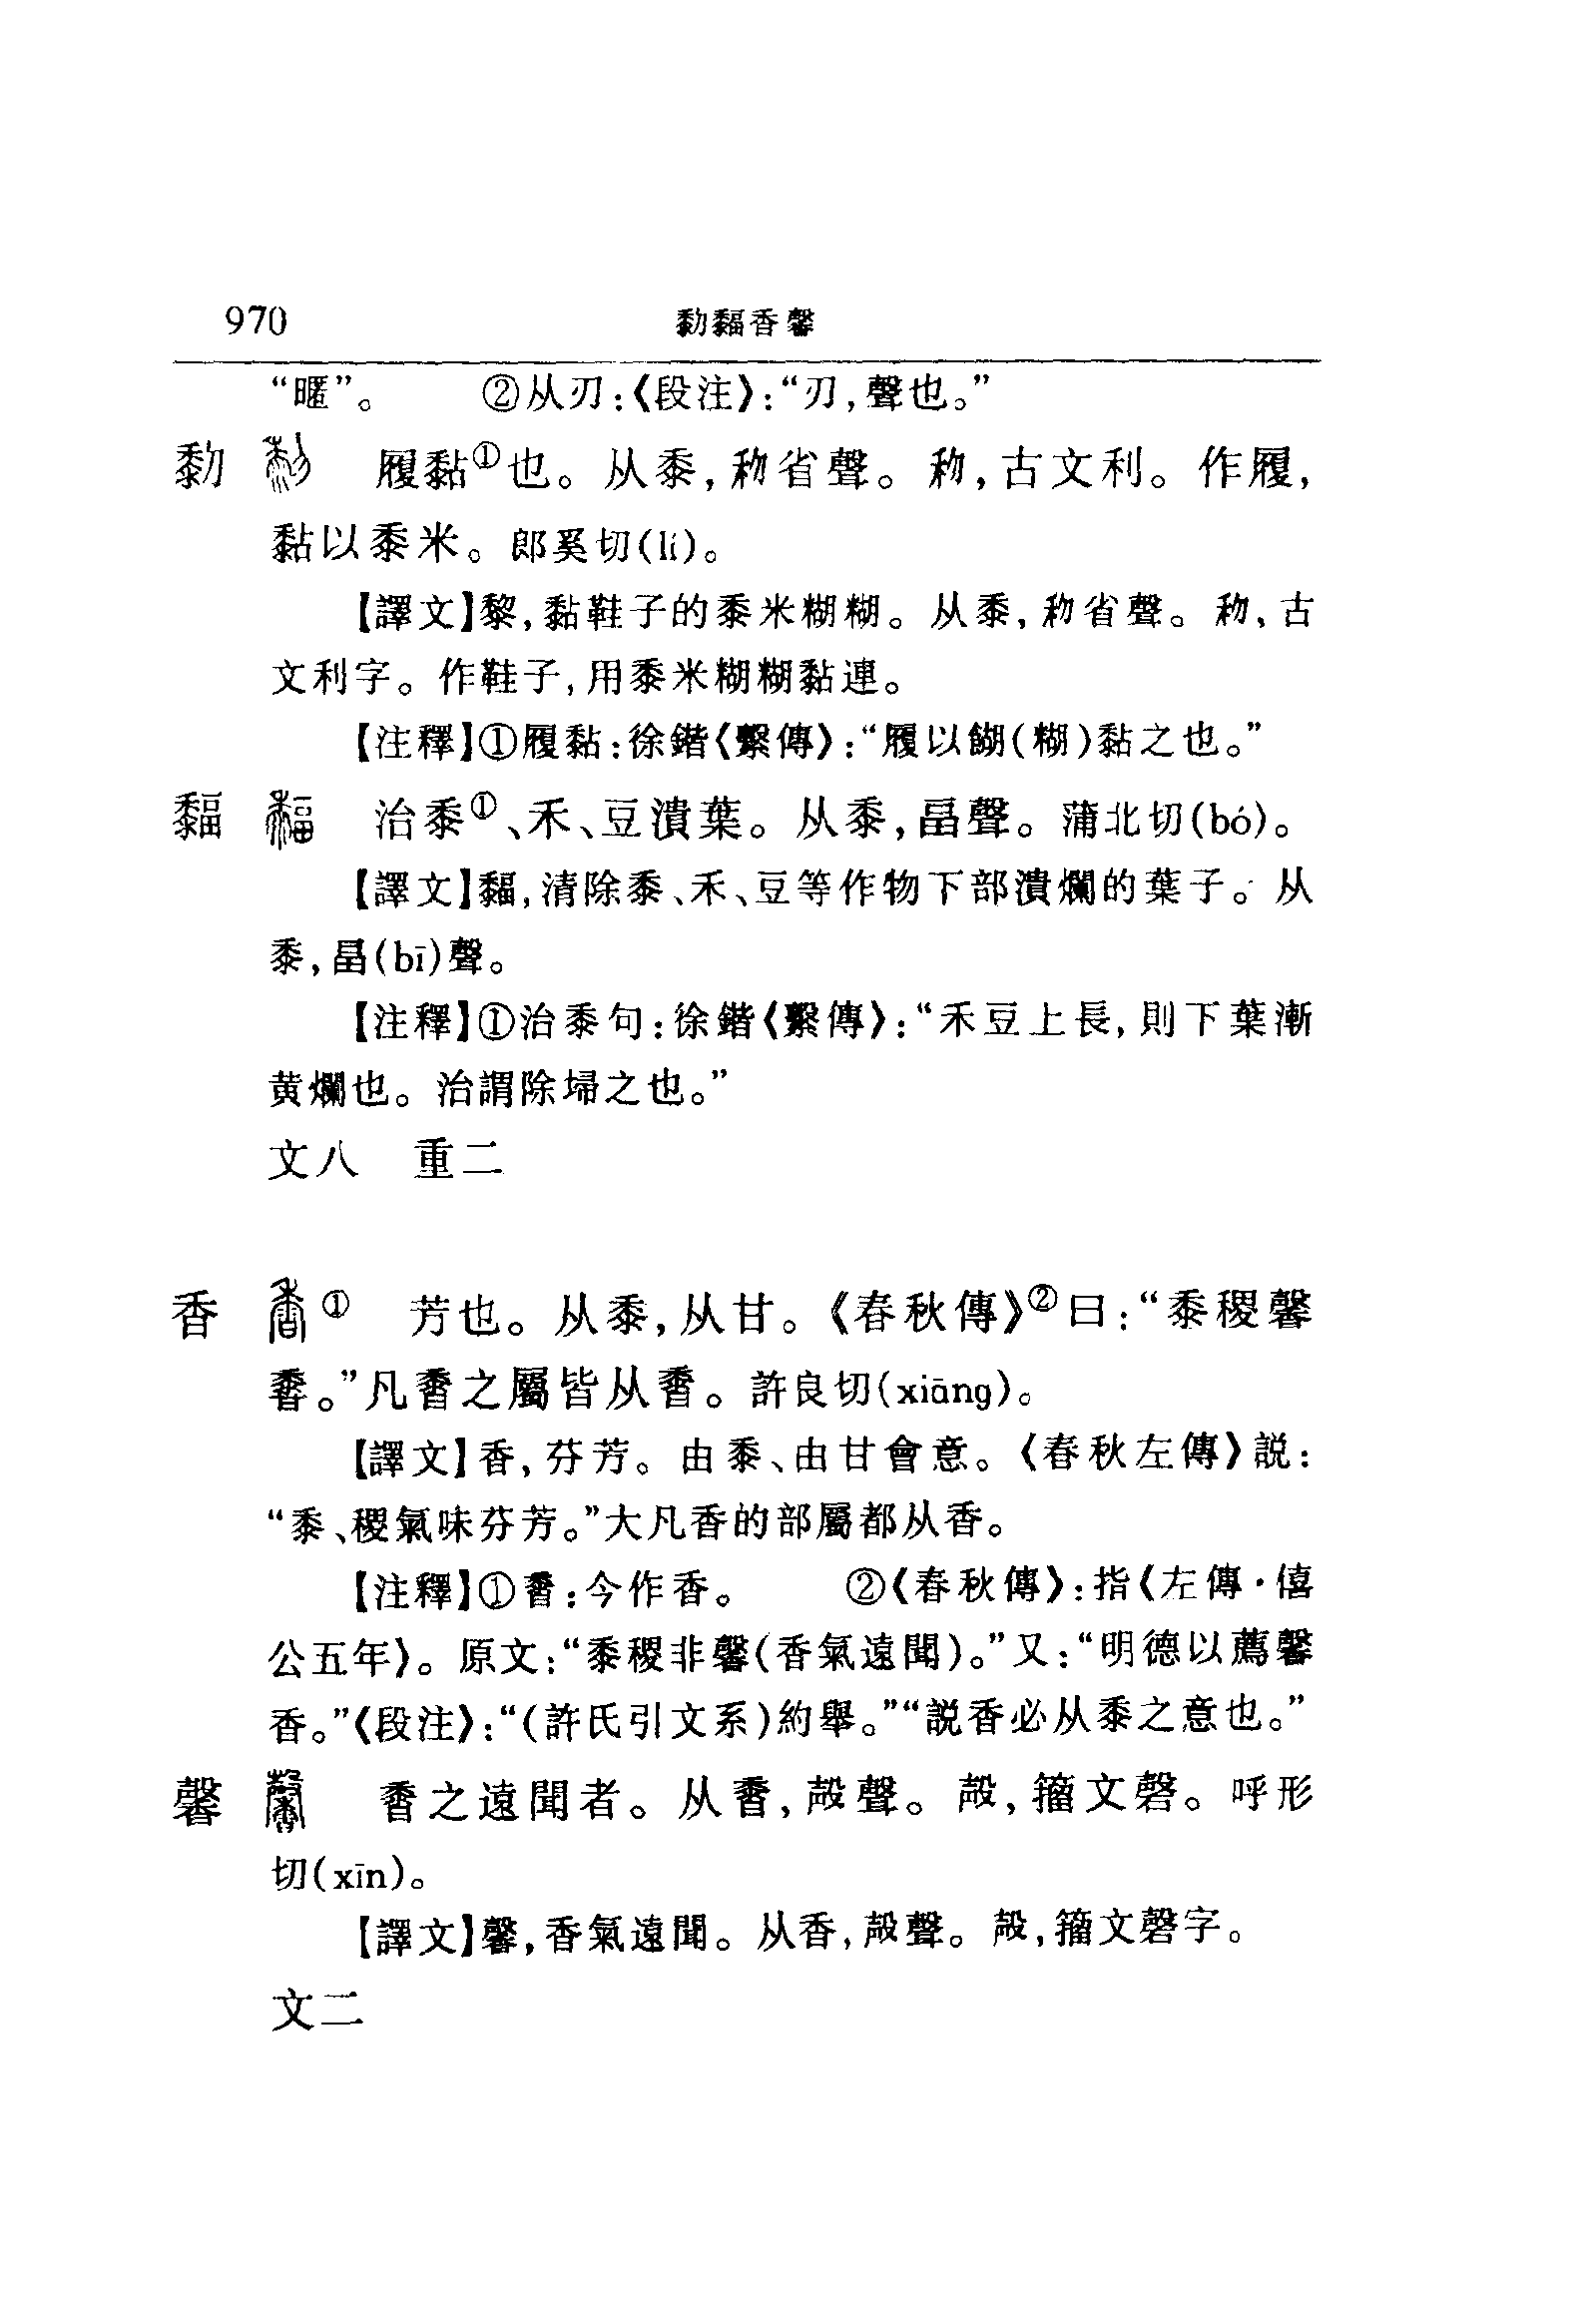 970 䵩䵗香馨
“暱”。 ②从刃:《段注》:“刃,聲也。”
䵩 履黏①也。从黍,𥝢省聲。𥝢,古文利。作履,
黏以黍米。郎奚切(lí)。
【譯文】黎,黏鞋子的黍米糊糊。从黍,𥝢省聲。𥝢,古
文利字。作鞋子,用黍米糊糊黏連。
【注釋】①履黏:徐鍇《繫傳》:“履以餬(糊)黏之也。”
䵗 治黍①、禾、豆潰葉。从黍,畐聲。蒲北切(bó)。
【譯文】䵗,清除黍、禾、豆等作物下部潰爛的葉子。从
黍,畐(bī)聲。
【注釋】①治黍句:徐鍇《繫傳》:“禾豆上長,則下葉漸
黄爛也。治謂除埽之也。”
文八 重二
香 ① 芳也。从黍,从甘。《春秋傳》②曰:“黍稷馨
𪏽。”凡𪏽之屬皆从𪏽。許良切(xiāng)。
【譯文】香,芬芳。由黍、由甘會意。《春秋左傳》説:
“黍、稷氣味芬芳。”大凡香的部屬都从香。
【注釋】①𪏽:今作香。 ②《春秋傳》:指《左傳·僖
公五年》。原文:“黍稷非馨(香氣遠聞)。”又:“明德以薦馨
香。”《段注》:“(許氏引文系)約舉。”“説香必从黍之意也。”
馨 𪏽之遠聞者。从𪏽,殸聲。殸,籀文磬。呼形
切(xīn)。
【譯文】馨,香氣遠聞。从香,殸聲。殸,籀文磬字。
文二